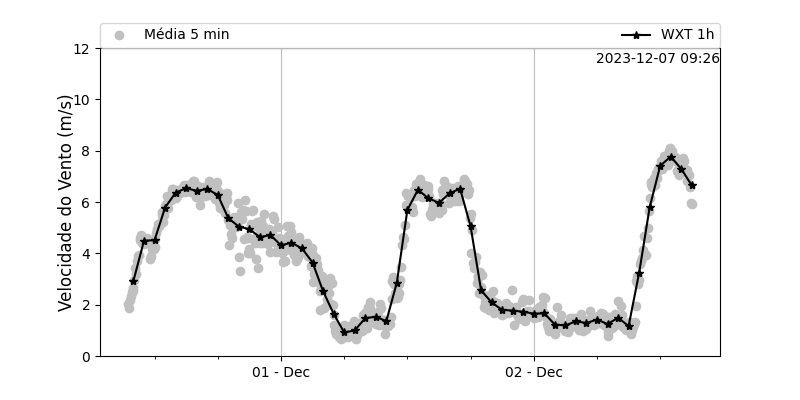 Média 5 min
WXT 1h
2023-12-07 09:26
Velocidade do Vento (m/s)
12
10
8
6
4
2
0
01 - Dec
02 - Dec